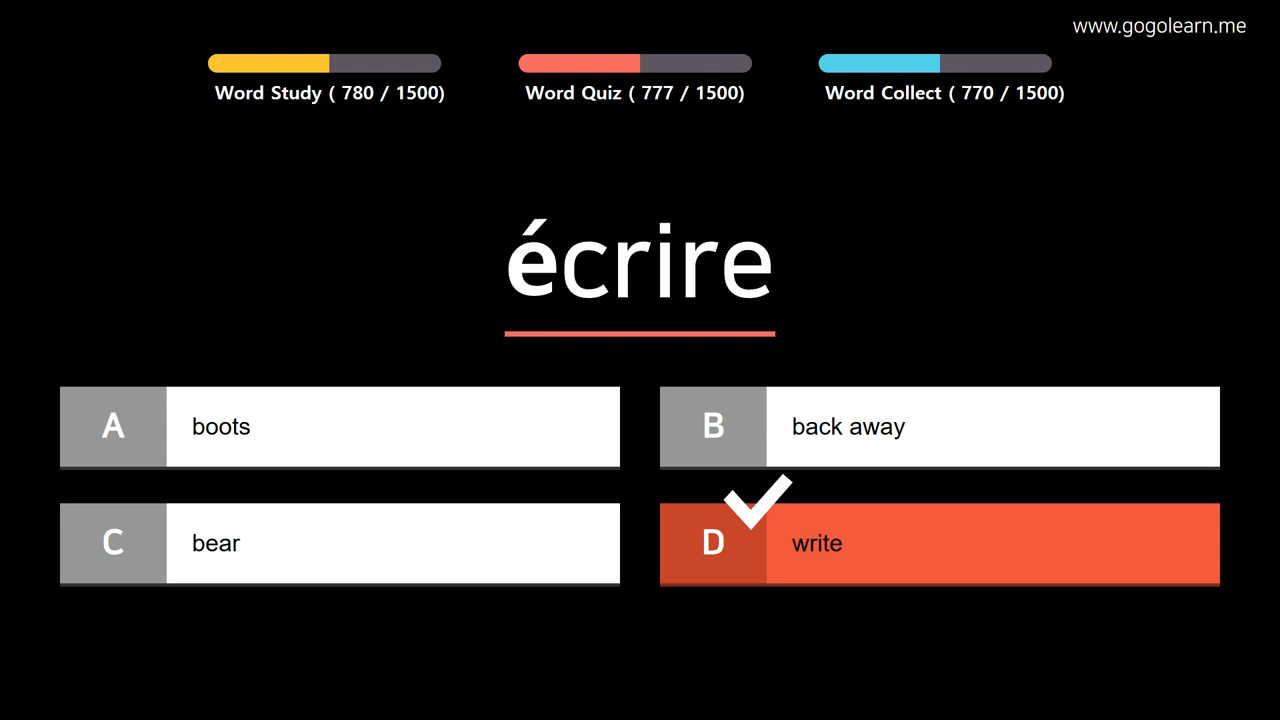 www.gogolearn.me
Word Study ( 780 / 1500)
Word Quiz ( 777 / 1500)
Word Collect ( 770 / 1500)
écrire
A boots
B back away
C bear
D write